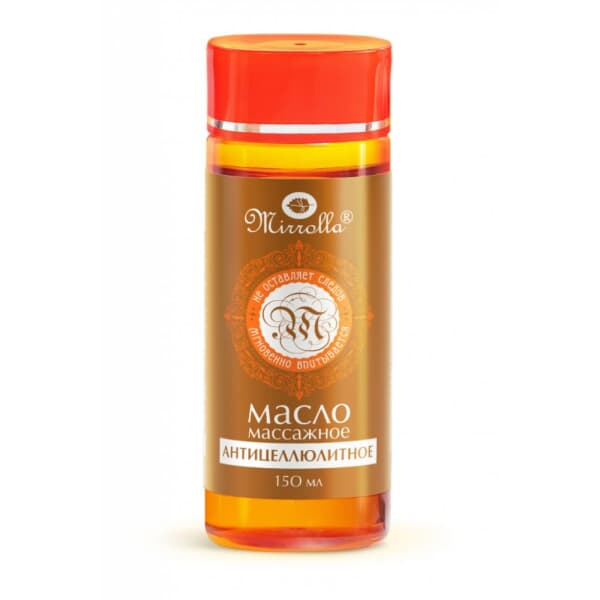 Mirrolla®
НЕ ОСТАВЛЯЕТ СЛЕДОВ
М
МГНОВЕННО ВПИТЫВАЕТСЯ
МАСЛО
МАССАЖНОЕ
АНТИЦЕЛЛЮЛИТНОЕ
150 МЛ